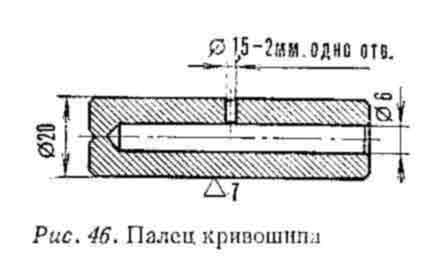 ⌀ 1,5-2мм. одно отв.
⌀20
⌀6
7
Рис. 46. Палец кривошипа